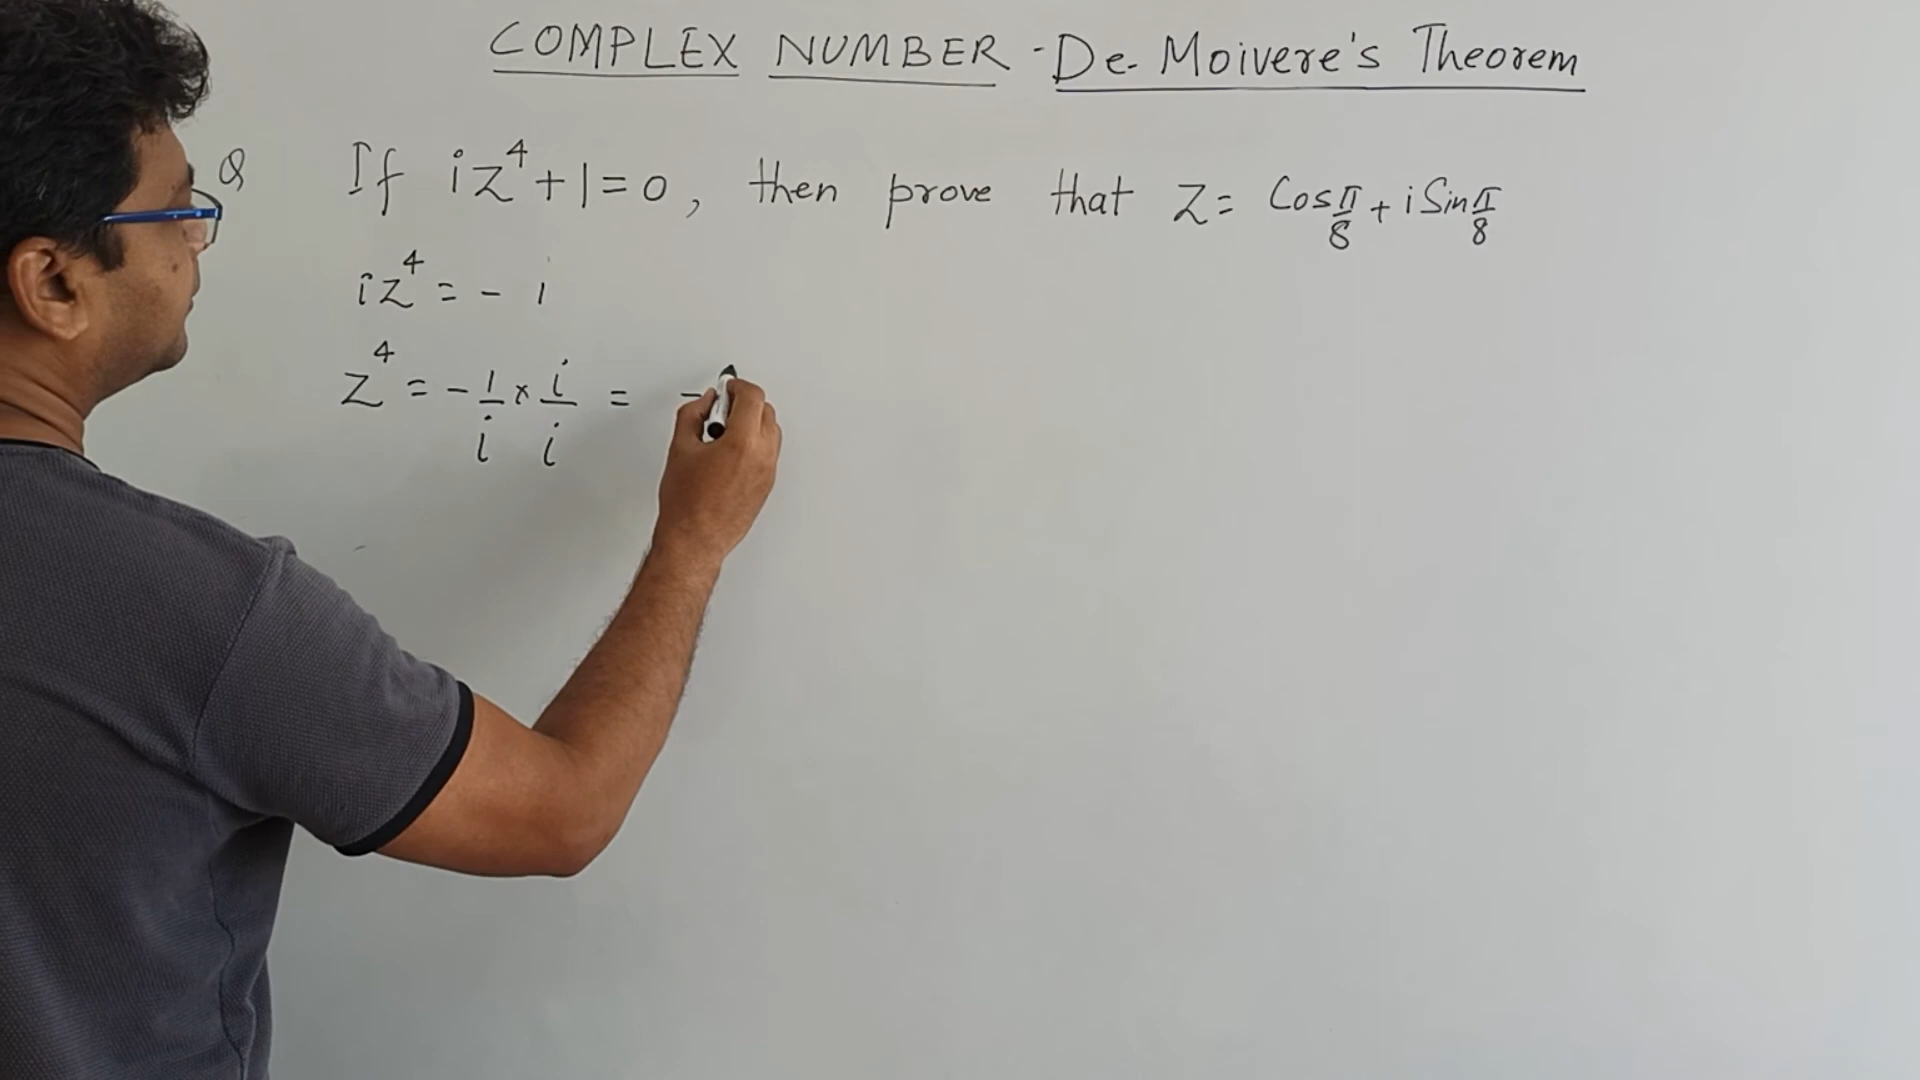 COMPLEX NUMBER - De-Moivere's Theorem
Q If iz⁴+1=0, then prove that z= Cos π/8 + i Sin π/8
iz⁴ = - 1
z⁴ = - 1/i × i/i = -